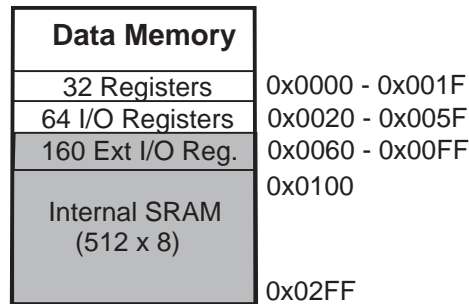 Data Memory
32 Registers 0x0000 - 0x001F
64 I/O Registers 0x0020 - 0x005F
160 Ext I/O Reg. 0x0060 - 0x00FF
0x0100
Internal SRAM
(512 x 8)
0x02FF